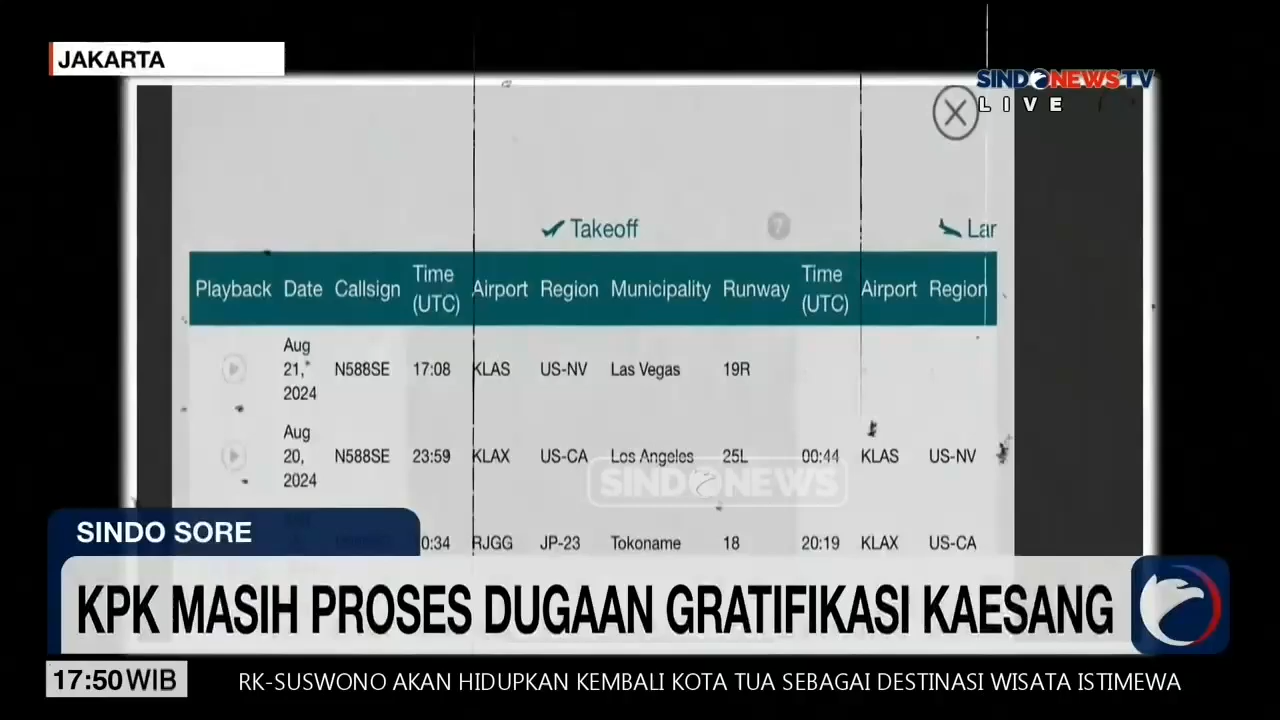 JAKARTA
SINDONEWS TV
LIVE
Takeoff ? Lar
Playback Date Callsign Time (UTC) Airport Region Municipality Runway Time (UTC) Airport Region
Aug 21, 2024 N588SE 17:08 KLAS US-NV Las Vegas 19R
Aug 20, 2024 N588SE 23:59 KLAX US-CA Los Angeles 25L 00:44 KLAS US-NV
0:34 RJGG JP-23 Tokoname 18 20:19 KLAX US-CA
SINDONEWS
SINDO SORE
KPK MASIH PROSES DUGAAN GRATIFIKASI KAESANG
17:50 WIB
RK-SUSWONO AKAN HIDUPKAN KEMBALI KOTA TUA SEBAGAI DESTINASI WISATA ISTIMEWA